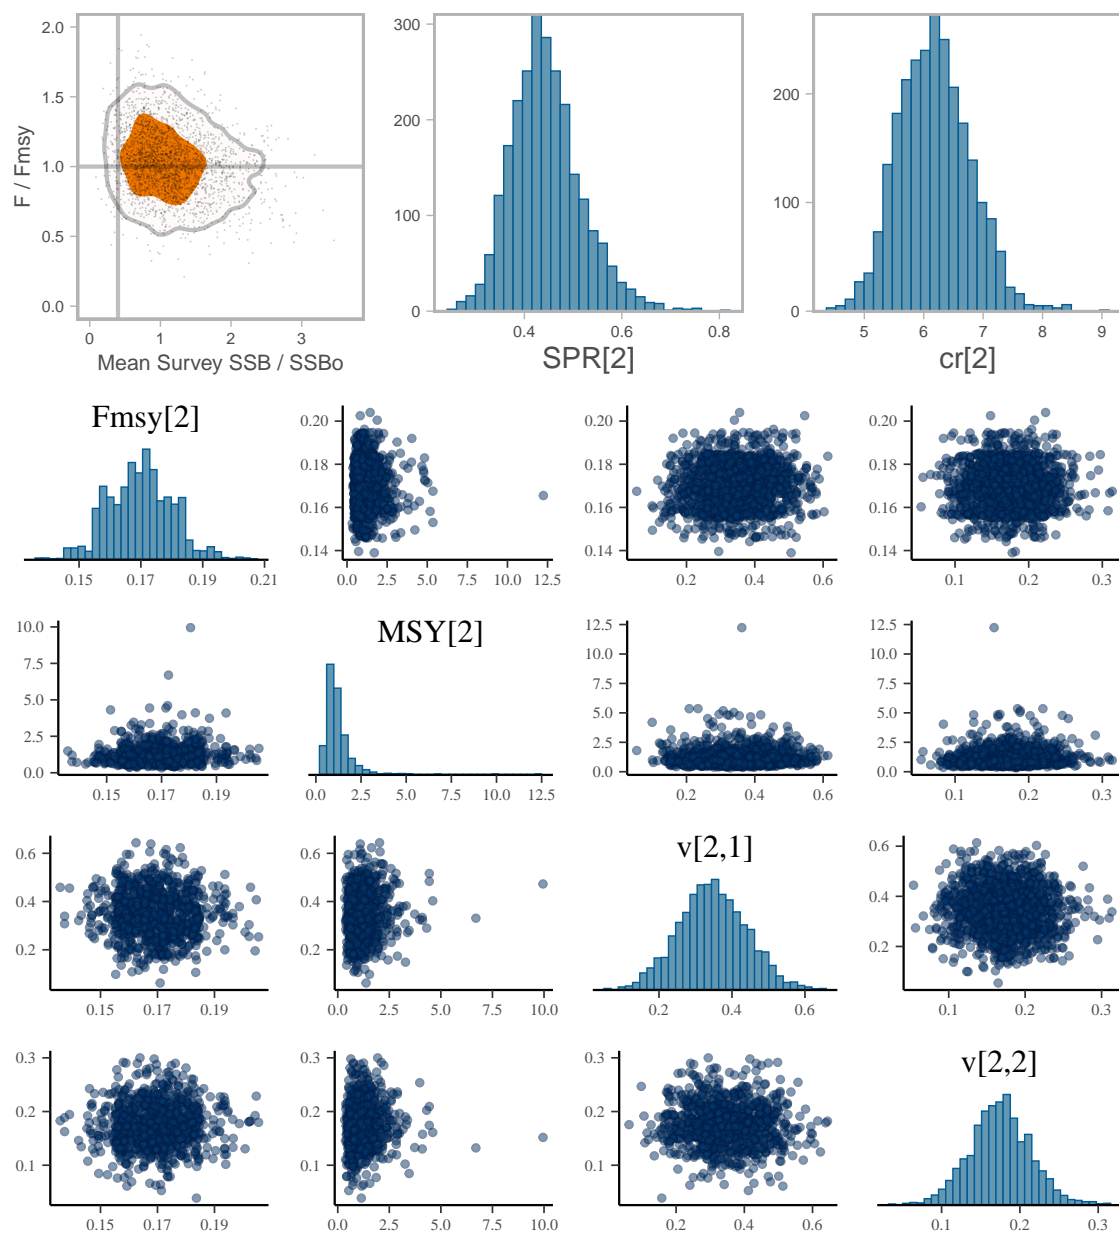 2.0
1.5
1.0
0.5
0.0
F / Fmsy
0 1 2 3
Mean Survey SSB / SSBo
300
200
100
0
0.4 0.6 0.8
SPR[2]
200
100
0
5 6 7 8 9
cr[2]
Fmsy[2]
0.15 0.17 0.19 0.21
0.20
0.18
0.16
0.14
0.0 2.5 5.0 7.5 10.0 12.5
0.20
0.18
0.16
0.14
0.2 0.4 0.6
0.20
0.18
0.16
0.14
0.1 0.2 0.3
10.0
7.5
5.0
2.5
0.0
0.15 0.17 0.19
MSY[2]
0.0 2.5 5.0 7.5 10.0 12.5
12.5
10.0
7.5
5.0
2.5
0.0
0.2 0.4 0.6
12.5
10.0
7.5
5.0
2.5
0.0
0.1 0.2 0.3
0.6
0.4
0.2
0.15 0.17 0.19
0.6
0.4
0.2
0.0 2.5 5.0 7.5 10.0
v[2,1]
0.2 0.4 0.6
0.6
0.4
0.2
0.1 0.2 0.3
0.3
0.2
0.1
0.15 0.17 0.19
0.3
0.2
0.1
0.0 2.5 5.0 7.5 10.0
0.3
0.2
0.1
0.2 0.4 0.6
v[2,2]
0.1 0.2 0.3